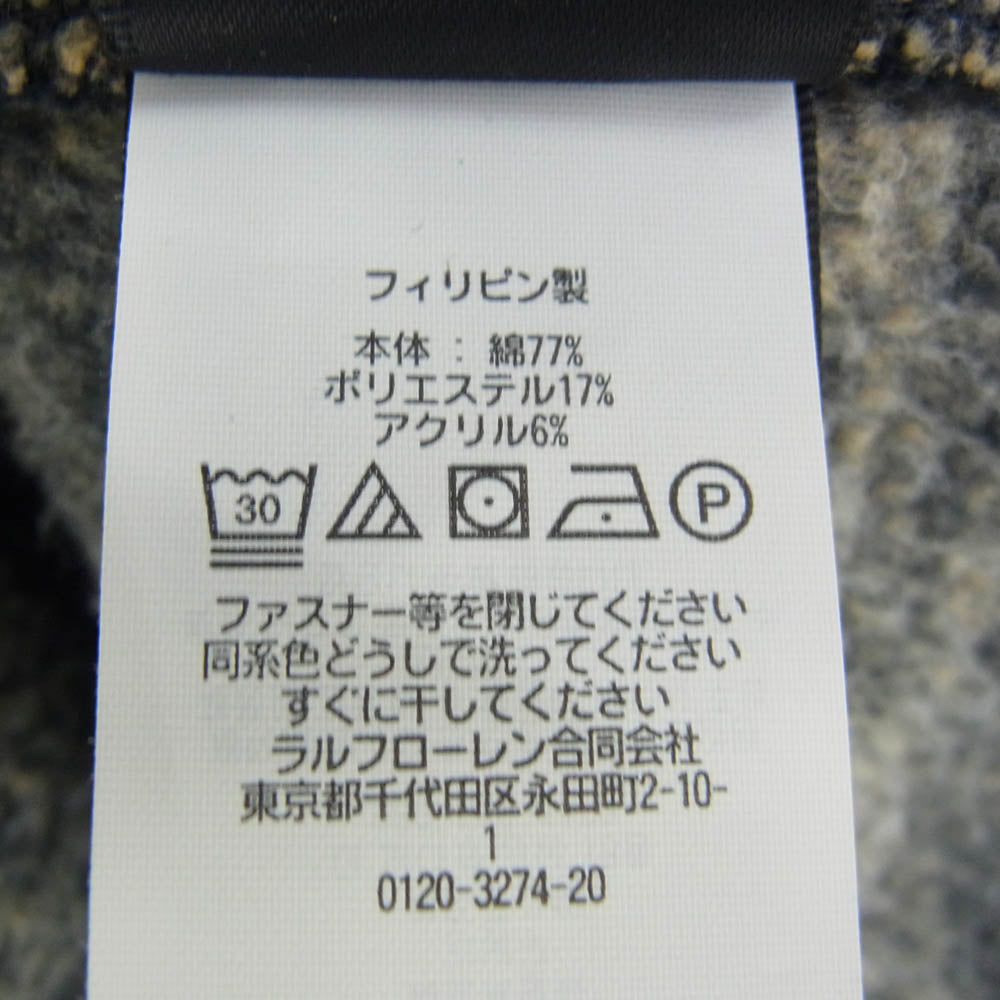 フィリピン製
本体 : 綿77%
ポリエステル17%
アクリル6%
30 P
ファスナー等を閉じてください
同系色どうしで洗ってください
すぐに干してください
ラルフローレン合同会社
東京都千代田区永田町2-10-
1
0120-3274-20